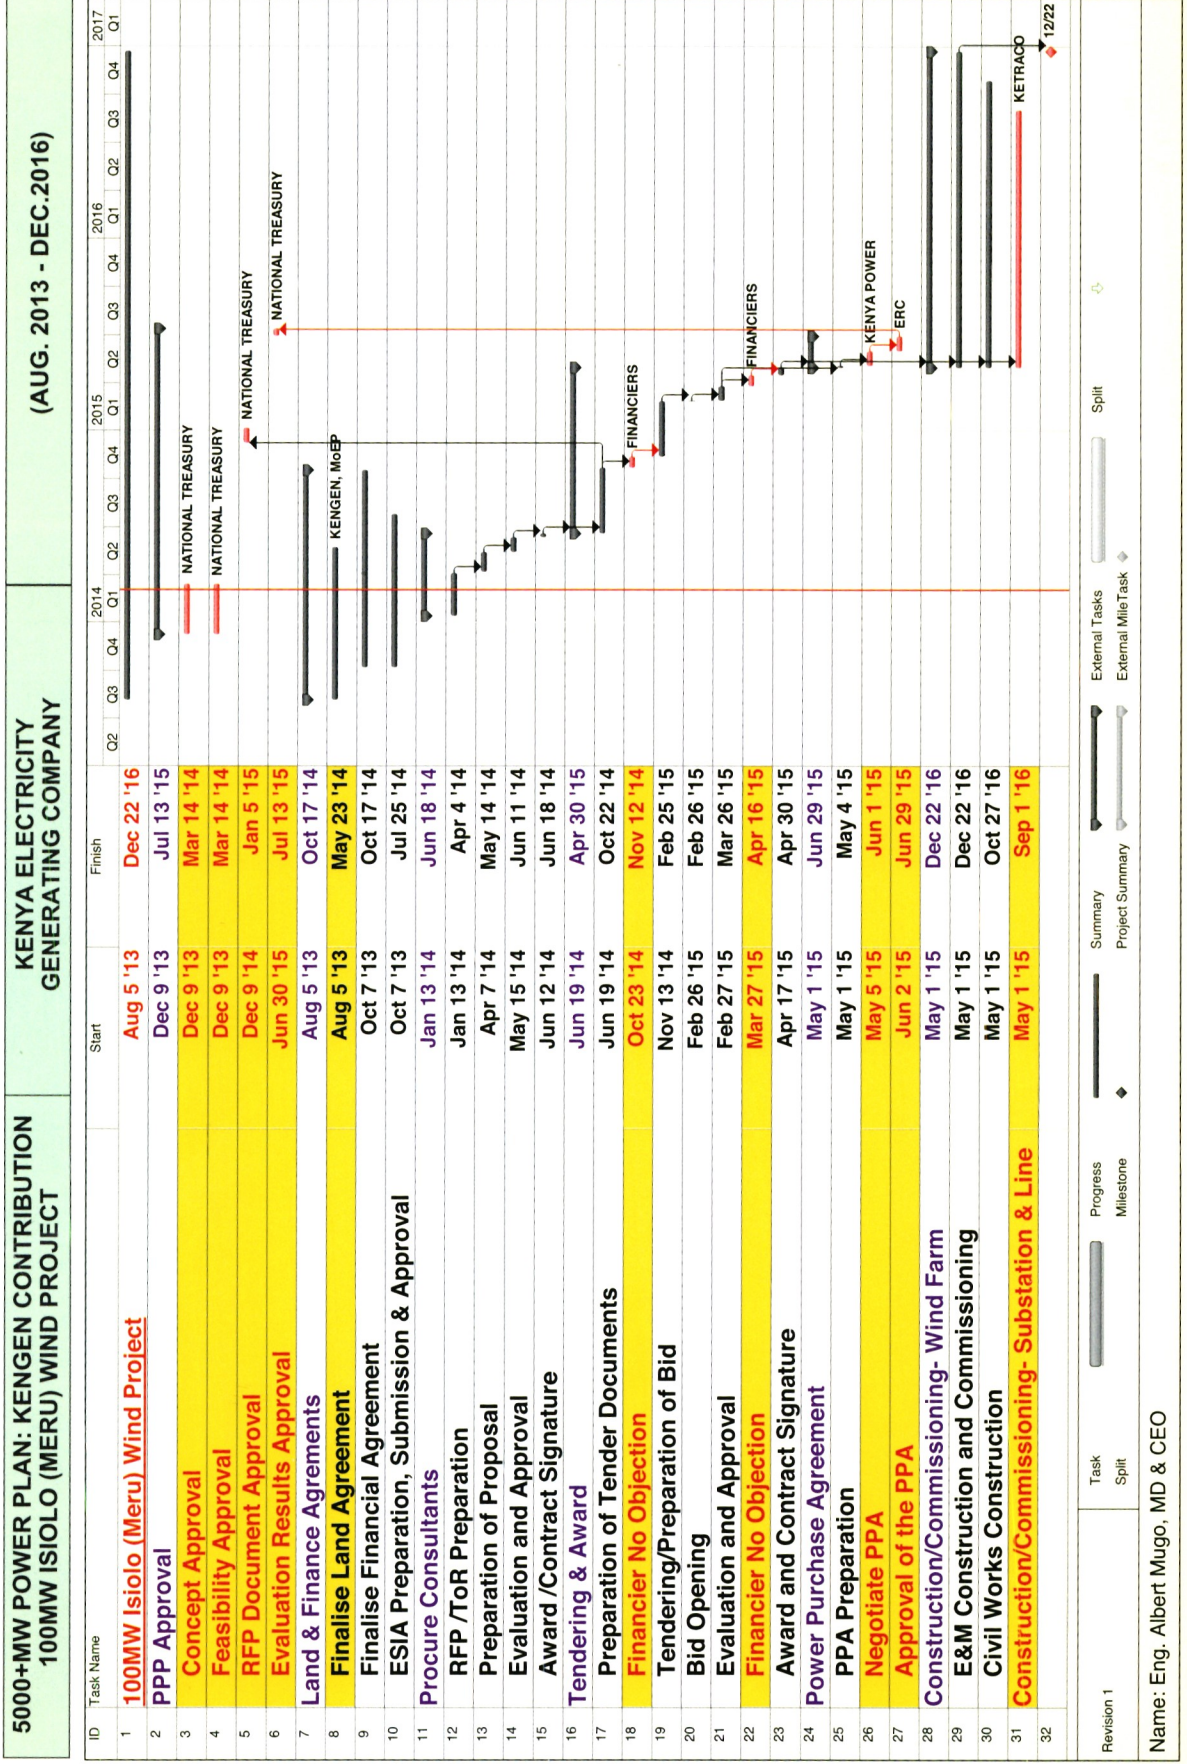 5000+MW POWER PLAN: KENGEN CONTRIBUTION
100MW ISIOLO (MERU) WIND PROJECT
KENYA ELECTRICITY
GENERATING COMPANY
(AUG. 2013 - DEC.2016)
ID Task Name Start Finish
2014 2015 2016 2017
Q2 Q3 Q4 Q1 Q2 Q3 Q4 Q1 Q2 Q3 Q4 Q1 Q2 Q3 Q4 Q1
1 100MW Isiolo (Meru) Wind Project Aug 5 '13 Dec 22 '16
2 PPP Approval Dec 9 '13 Jul 13 '15
3 Concept Approval Dec 9 '13 Mar 14 '14 NATIONAL TREASURY
4 Feasibility Approval Dec 9 '13 Mar 14 '14 NATIONAL TREASURY
5 RFP Document Approval Dec 9 '14 Jan 5 '15 NATIONAL TREASURY
6 Evaluation Results Approval Jun 30 '15 Jul 13 '15 NATIONAL TREASURY
7 Land & Finance Agrements Aug 5 '13 Oct 17 '14
8 Finalise Land Agreement Aug 5 '13 May 23 '14 KENGEN, MoEP
9 Finalise Financial Agreement Oct 7 '13 Oct 17 '14
10 ESIA Preparation, Submission & Approval Oct 7 '13 Jul 25 '14
11 Procure Consultants Jan 13 '14 Jun 18 '14
12 RFP /ToR Preparation Jan 13 '14 Apr 4 '14
13 Preparation of Proposal Apr 7 '14 May 14 '14
14 Evaluation and Approval May 15 '14 Jun 11 '14
15 Award /Contract Signature Jun 12 '14 Jun 18 '14
16 Tendering & Award Jun 19 '14 Apr 30 '15
17 Preparation of Tender Documents Jun 19 '14 Oct 22 '14
18 Financier No Objection Oct 23 '14 Nov 12 '14 FINANCIERS
19 Tendering/Preparation of Bid Nov 13 '14 Feb 25 '15
20 Bid Opening Feb 26 '15 Feb 26 '15
21 Evaluation and Approval Feb 27 '15 Mar 26 '15
22 Financier No Objection Mar 27 '15 Apr 16 '15 FINANCIERS
23 Award and Contract Signature Apr 17 '15 Apr 30 '15
24 Power Purchase Agreement May 1 '15 Jun 29 '15
25 PPA Preparation May 1 '15 May 4 '15
26 Negotiate PPA May 5 '15 Jun 1 '15 KENYA POWER
27 Approval of the PPA Jun 2 '15 Jun 29 '15 ERC
28 Construction/Commissioning- Wind Farm May 1 '15 Dec 22 '16
29 E&M Construction and Commissioning May 1 '15 Dec 22 '16
30 Civil Works Construction May 1 '15 Oct 27 '16
31 Construction/Commissioning- Substation & Line May 1 '15 Sep 1 '16 KETRACO
32 12/22
Revision 1
Task Progress Summary External Tasks Split
Split Milestone Project Summary External MileTask
Name: Eng. Albert Mugo, MD & CEO